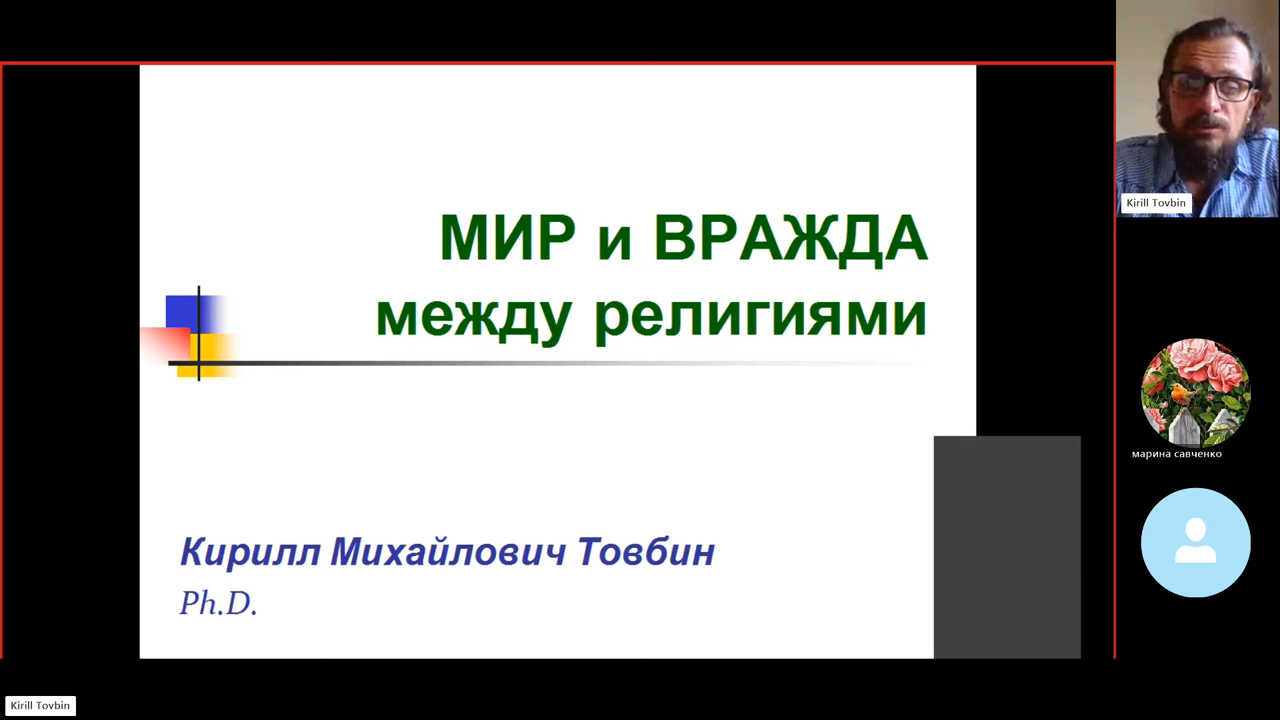 МИР и ВРАЖДА
между религиями
Кирилл Михайлович Товбин
Ph.D.
Kirill Tovbin
марина савченко
Kirill Tovbin